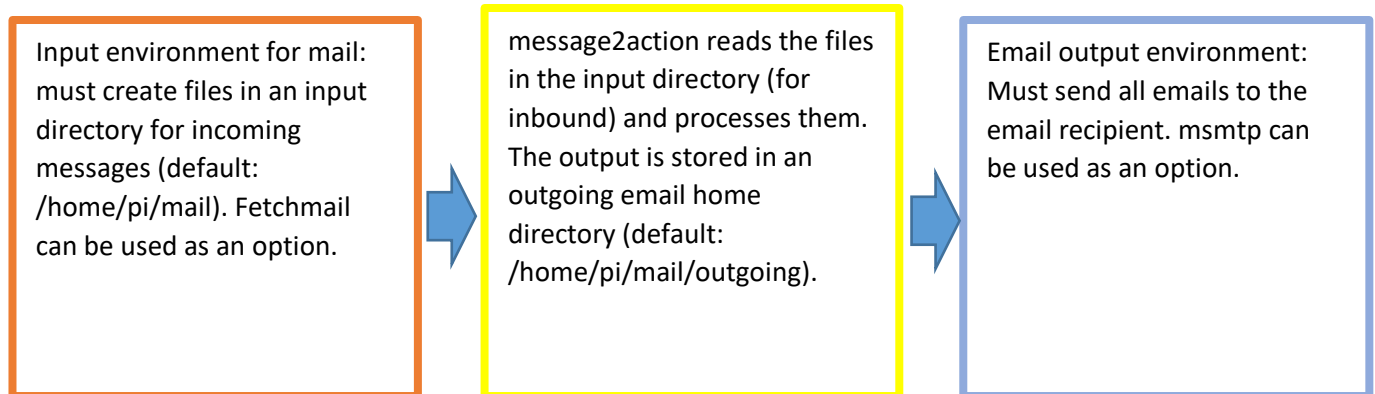 Input environment for mail:
must create files in an input
directory for incoming
messages (default:
/home/pi/mail). Fetchmail
can be used as an option.
message2action reads the files
in the input directory (for
inbound) and processes them.
The output is stored in an
outgoing email home
directory (default:
/home/pi/mail/outgoing).
Email output environment:
Must send all emails to the
email recipient. msmtp can
be used as an option.